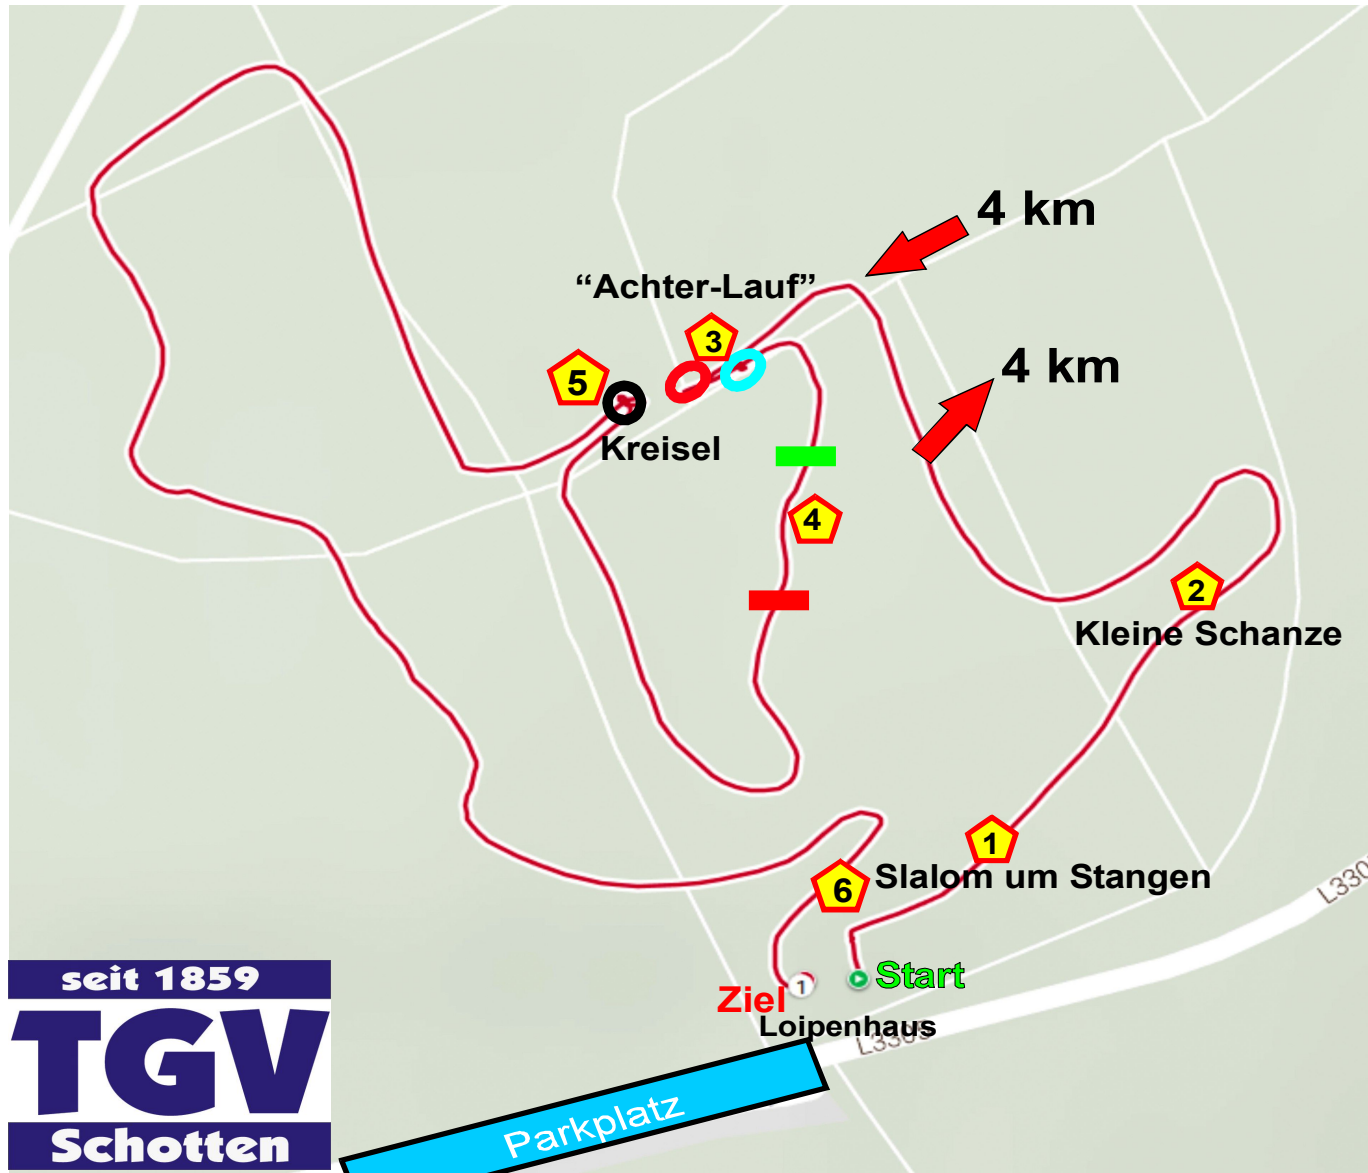 4 km
“Achter-Lauf”
3
4 km
5
Kreisel
4
2
Kleine Schanze
1
Slalom um Stangen
6
L330
Start
1
Ziel
Loipenhaus
Parkplatz
seit 1859
TGV
Schotten